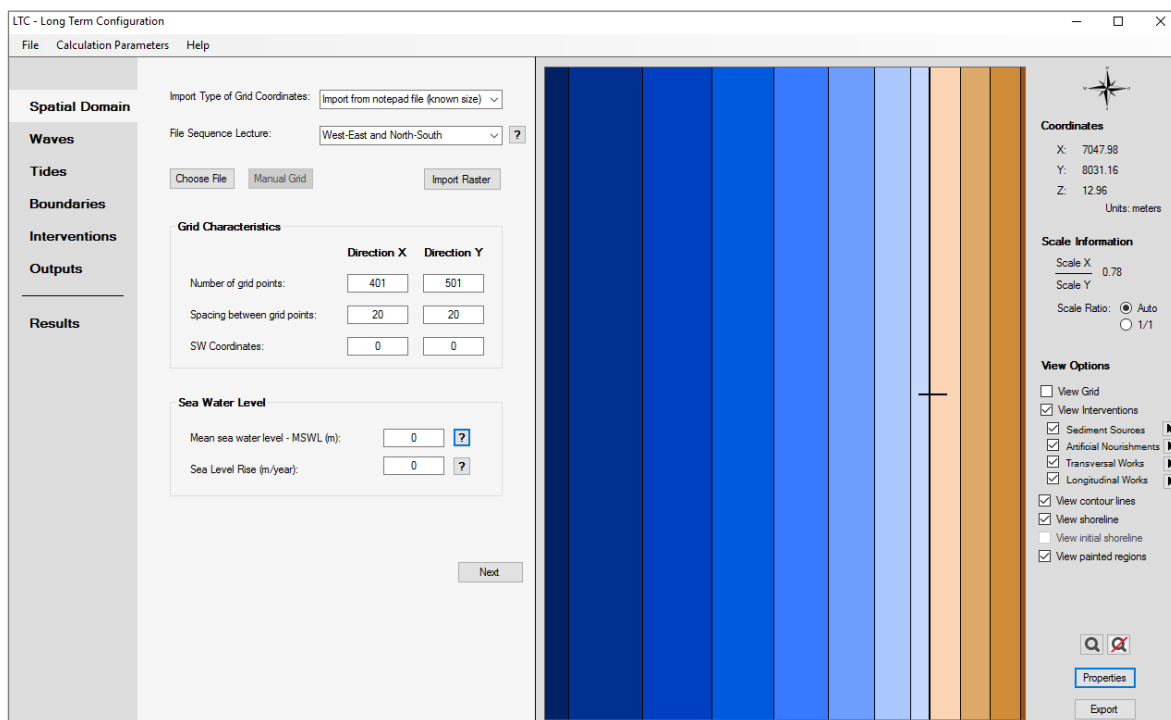 LTC - Long Term Configuration
File Calculation Parameters Help
Spatial Domain
Waves
Tides
Boundaries
Interventions
Outputs
Results
Import Type of Grid Coordinates: Import from notepad file (known size)
File Sequence Lecture: West-East and North-South ?
Choose File Manual Grid Import Raster
Grid Characteristics
Direction X Direction Y
Number of grid points: 401 501
Spacing between grid points: 20 20
SW Coordinates: 0 0
Sea Water Level
Mean sea water level - MSWL (m): 0 ?
Sea Level Rise (m/year): 0 ?
Next
Coordinates
X: 7047.98
Y: 8031.16
Z: 12.96
Units: meters
Scale Information
Scale X
Scale Y
0.78
Scale Ratio: Auto
1/1
View Options
View Grid
View Interventions
Sediment Sources
Artificial Nourishments
Transversal Works
Longitudinal Works
View contour lines
View shoreline
View initial shoreline
View painted regions
Properties
Export